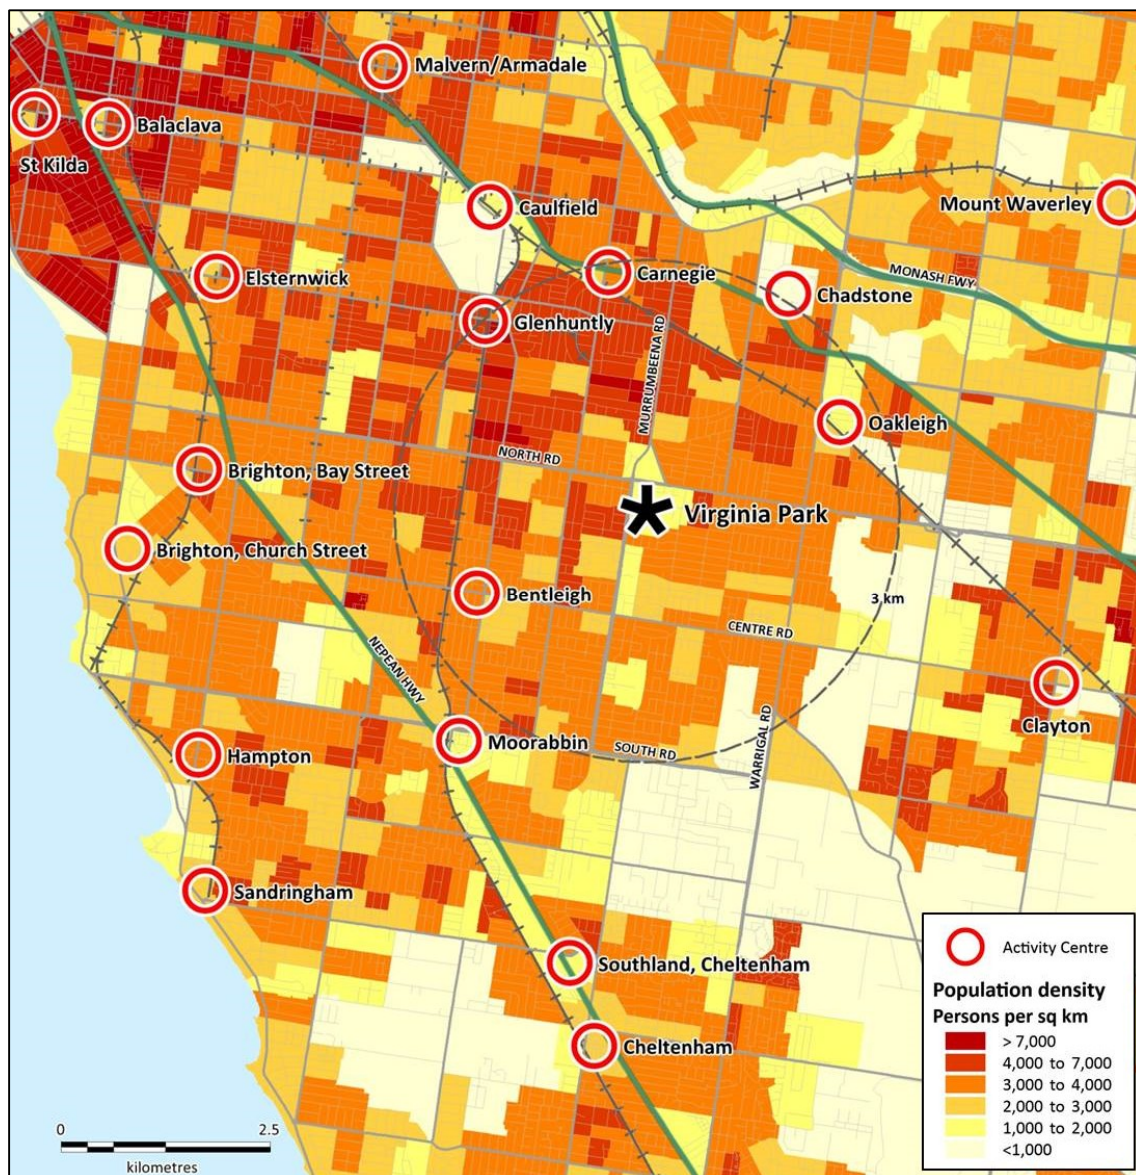 Malvern/Armadale
Balaclava
St Kilda
Caulfield
Mount Waverley
Elsternwick
Carnegie
MONASH FWY
Chadstone
Glenhuntly
MURRUMBEENA RD
Oakleigh
NORTH RD
Brighton, Bay Street
Virginia Park
Brighton, Church Street
Bentleigh
3 km
CENTRE RD
NEPEAN HWY
Clayton
WARRIGAL RD
Moorabbin
SOUTH RD
Hampton
Sandringham
Southland, Cheltenham
Cheltenham
Activity Centre
Population density
Persons per sq km
> 7,000
4,000 to 7,000
3,000 to 4,000
2,000 to 3,000
1,000 to 2,000
<1,000
0 2.5
kilometres